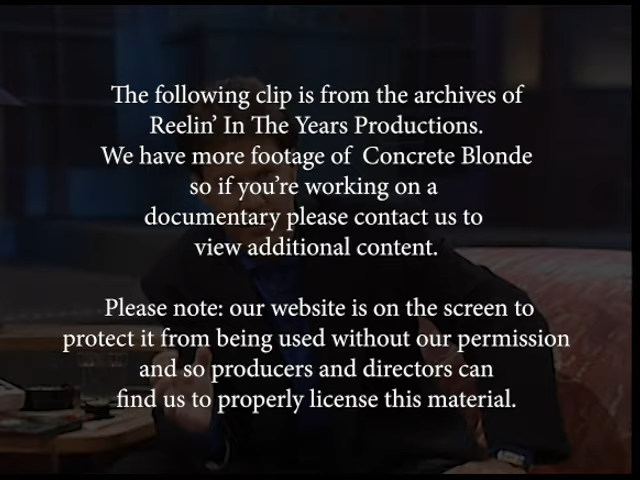 The following clip is from the archives of
Reelin’ In The Years Productions.
We have more footage of Concrete Blonde
so if you’re working on a
documentary please contact us to
view additional content.
Please note: our website is on the screen to
protect it from being used without our permission
and so producers and directors can
find us to properly license this material.